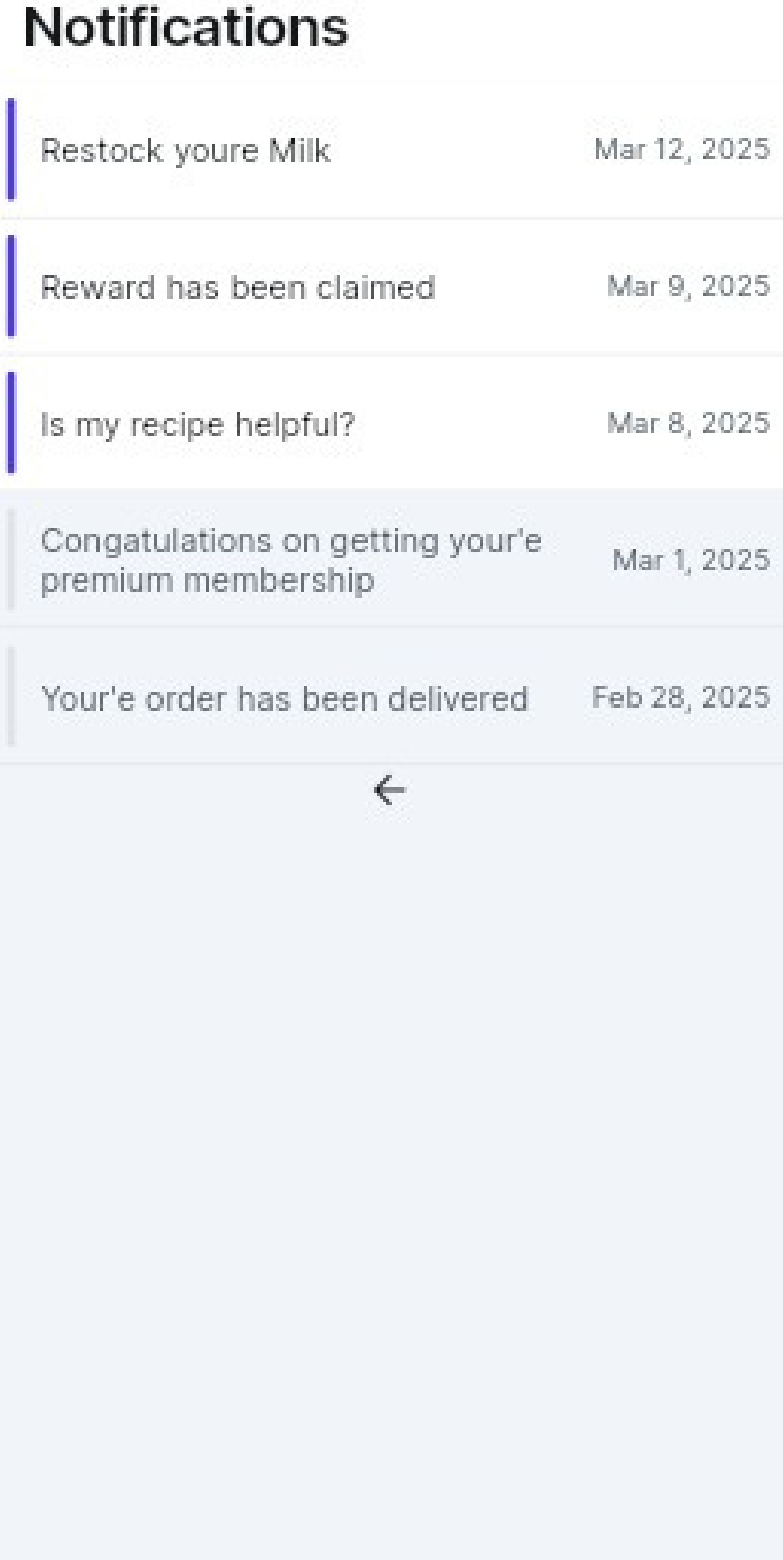 Notifications
Restock youre Milk
Mar 12, 2025
Reward has been claimed
Mar 9, 2025
Is my recipe helpful?
Mar 8, 2025
Congatulations on getting your'e
premium membership
Mar 1, 2025
Your'e order has been delivered
Feb 28, 2025